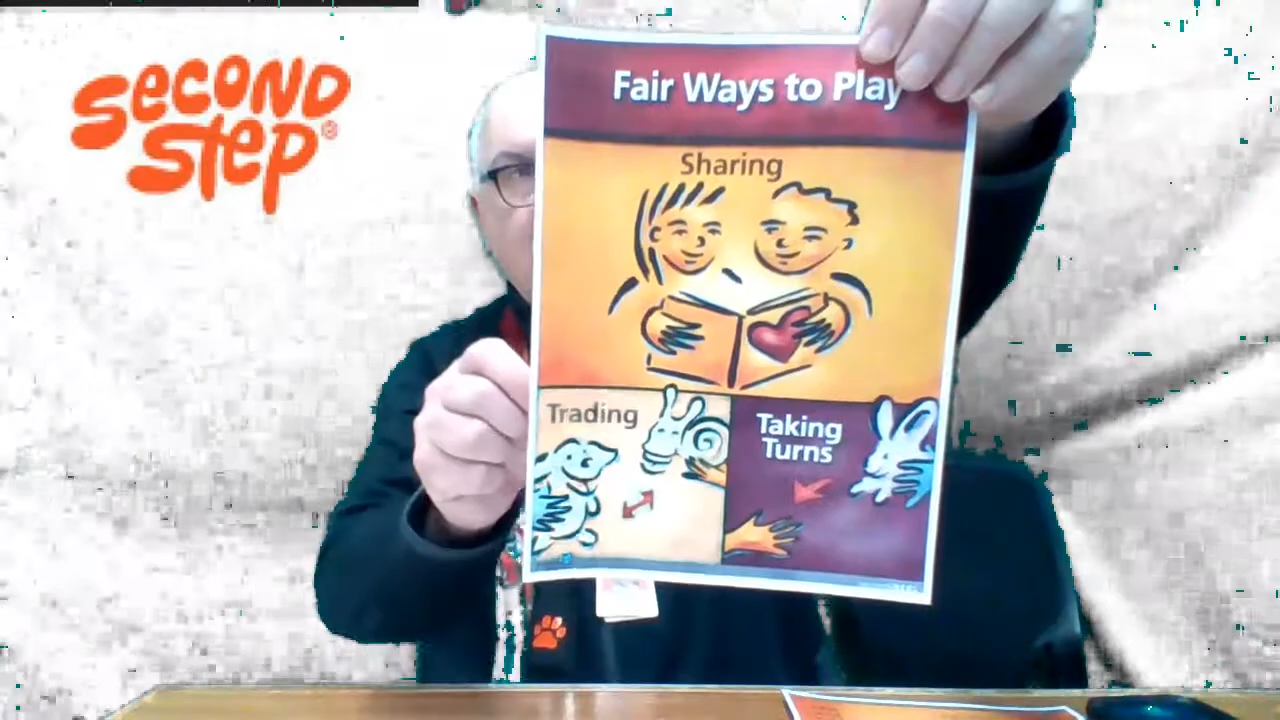 Second
Step®
Fair Ways to Play
Sharing
Trading
Taking
Turns